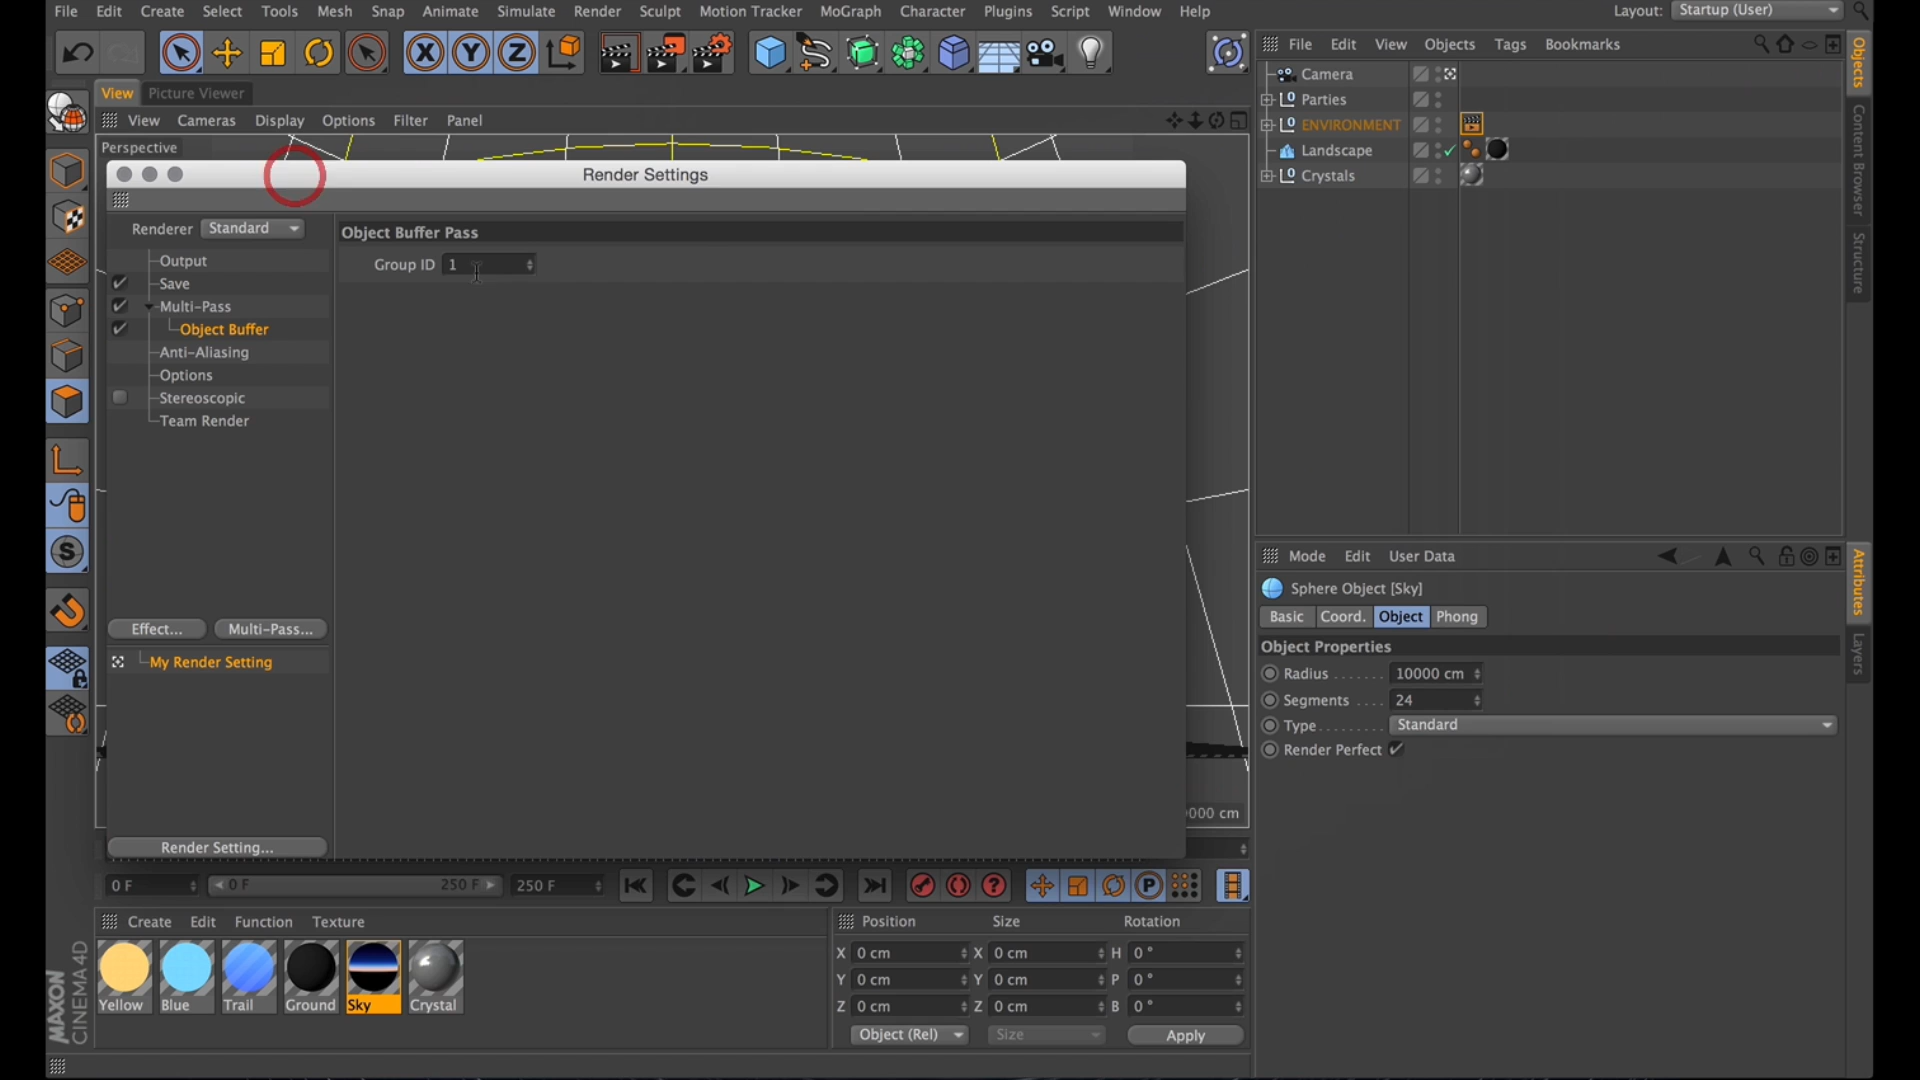 File Edit Create Select Tools Mesh Snap Animate Simulate Render Sculpt Motion Tracker MoGraph Character Plugins Script Window Help Layout: Startup (User)
X Y Z
File Edit View Objects Tags Bookmarks
View Picture Viewer
View Cameras Display Options Filter Panel
Perspective
Camera
Parties
ENVIRONMENT
Landscape
Crystals
Objects
Content Browser
Structure
Render Settings
Renderer Standard
Output
Save
Multi-Pass
Object Buffer
Anti-Aliasing
Options
Stereoscopic
Team Render
Object Buffer Pass
Group ID 1
Effect... Multi-Pass...
My Render Setting
Render Setting...
000 cm
Mode Edit User Data
Sphere Object [Sky]
Basic Coord. Object Phong
Object Properties
Radius 10000 cm
Segments 24
Type Standard
Render Perfect
Attributes
Layers
0 F 0 F 250 F 250 F
P
Create Edit Function Texture
Yellow Blue Trail Ground Sky Crystal
Position Size Rotation
X 0 cm X 0 cm H 0 °
Y 0 cm Y 0 cm P 0 °
Z 0 cm Z 0 cm B 0 °
Object (Rel) Size Apply
MAXON
CINEMA 4D
S